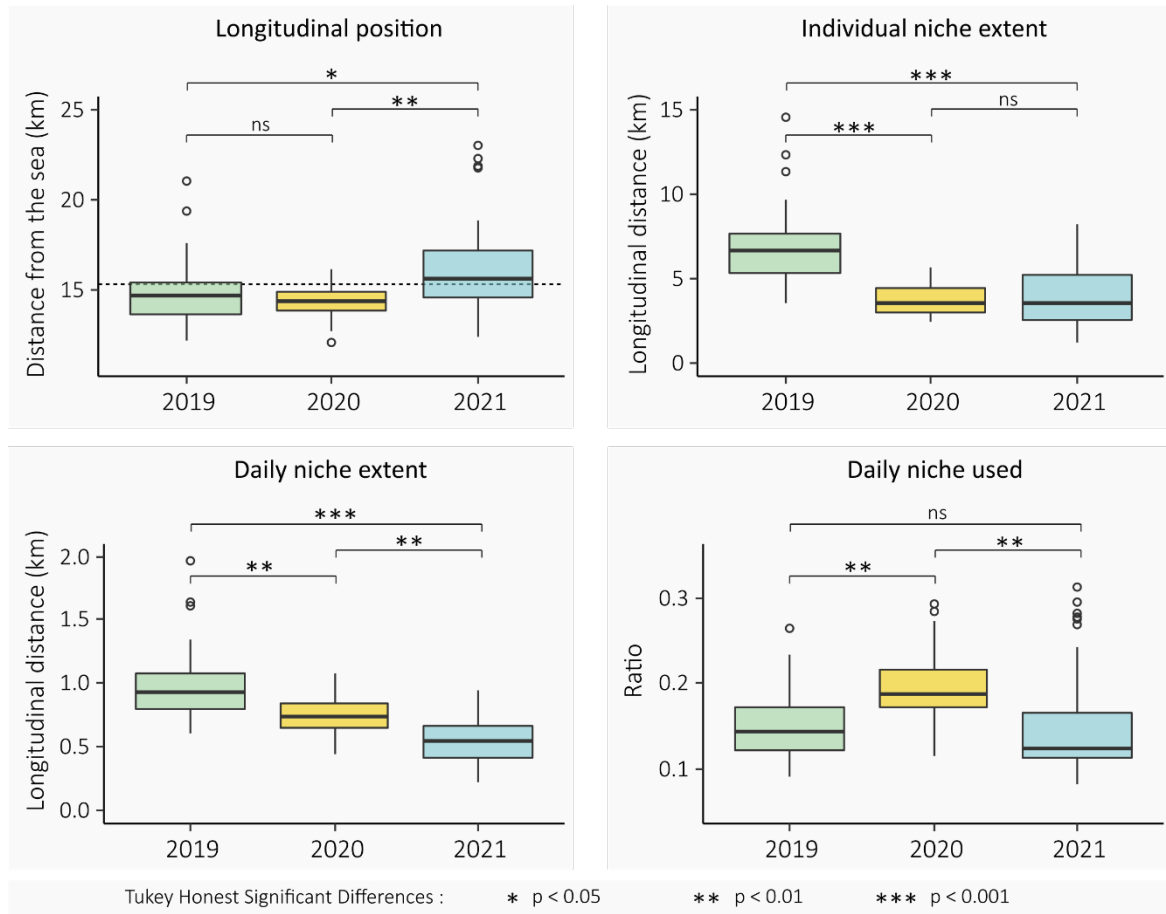 Longitudinal position
*
**
ns
Distance from the sea (km)
25
20
15
2019 2020 2021
Individual niche extent
***
ns
***
Longitudinal distance (km)
15
10
5
0
2019 2020 2021
Daily niche extent
***
**
**
Longitudinal distance (km)
2.0
1.5
1.0
0.5
0.0
2019 2020 2021
Daily niche used
ns
**
**
Ratio
0.3
0.2
0.1
2019 2020 2021
Tukey Honest Significant Differences : * p < 0.05 ** p < 0.01 *** p < 0.001